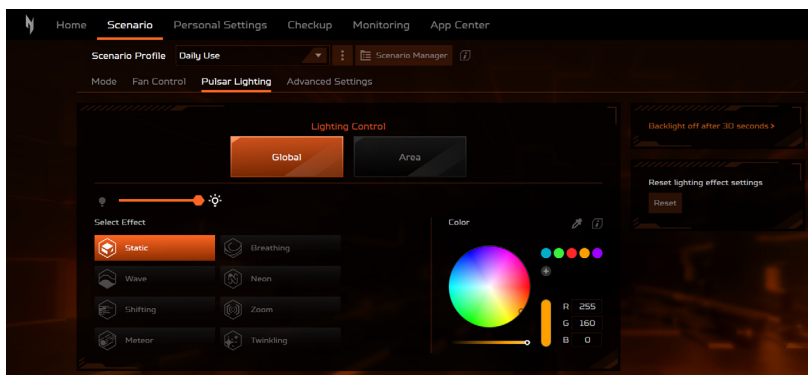 Home Scenario Personal Settings Checkup Monitoring App Center
Scenario Profile Daily Use Scenario Manager
Mode Fan Control Pulsar Lighting Advanced Settings
Lighting Control
Global Area
Select Effect
Static Breathing
Wave Neon
Shifting Zoom
Meteor Twinkling
Color
R 255
G 160
B 0
Backlight off after 30 seconds >
Reset lighting effect settings
Reset